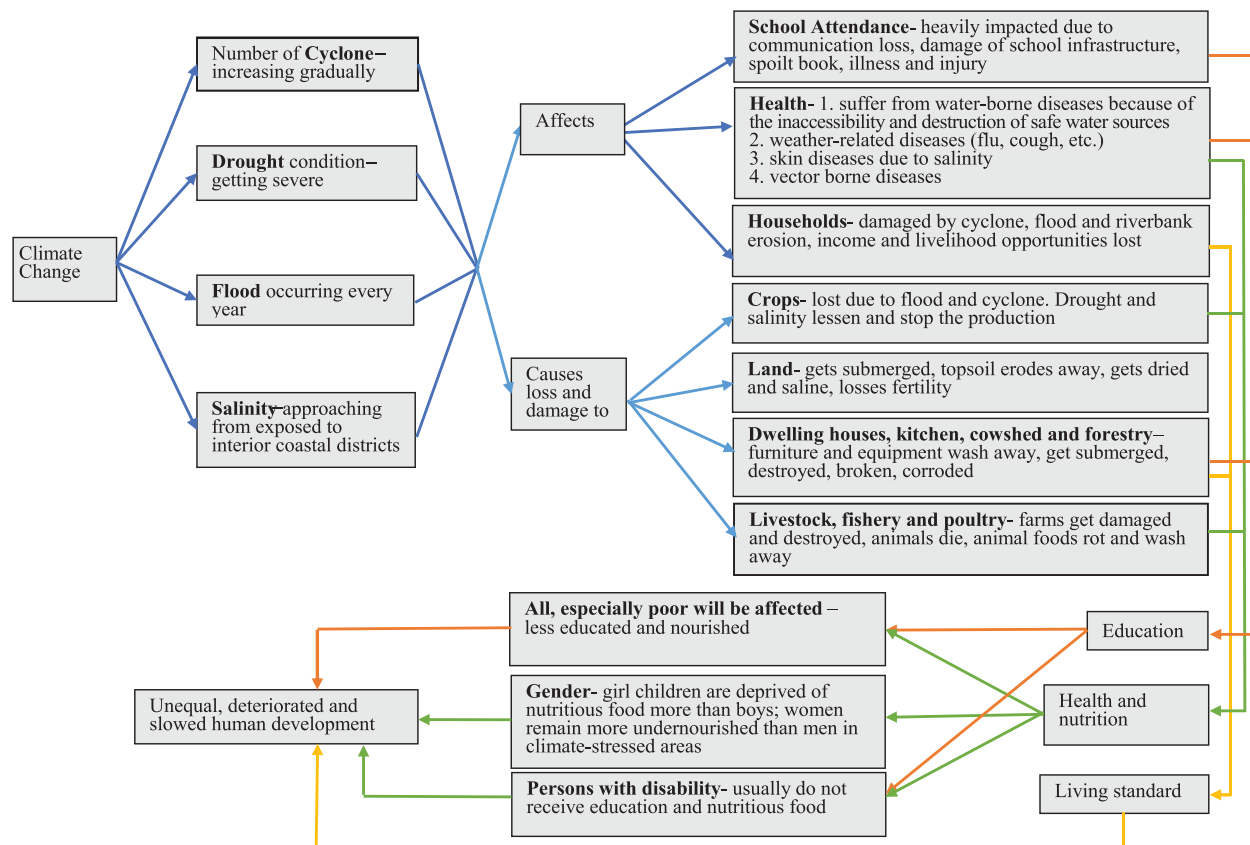 Climate
Change
Number of Cyclone–
increasing gradually
Drought condition–
getting severe
Flood occurring every
year
Salinity–approaching
from exposed to
interior coastal districts
Affects
Causes
loss and
damage to
School Attendance- heavily impacted due to
communication loss, damage of school infrastructure,
spoilt book, illness and injury
Health- 1. suffer from water-borne diseases because of
the inaccessibility and destruction of safe water sources
2. weather-related diseases (flu, cough, etc.)
3. skin diseases due to salinity
4. vector borne diseases
Households- damaged by cyclone, flood and riverbank
erosion, income and livelihood opportunities lost
Crops- lost due to flood and cyclone. Drought and
salinity lessen and stop the production
Land- gets submerged, topsoil erodes away, gets dried
and saline, losses fertility
Dwelling houses, kitchen, cowshed and forestry–
furniture and equipment wash away, get submerged,
destroyed, broken, corroded
Livestock, fishery and poultry- farms get damaged
and destroyed, animals die, animal foods rot and wash
away
Education
Health and
nutrition
Living standard
All, especially poor will be affected –
less educated and nourished
Gender- girl children are deprived of
nutritious food more than boys; women
remain more undernourished than men in
climate-stressed areas
Persons with disability- usually do not
receive education and nutritious food
Unequal, deteriorated and
slowed human development